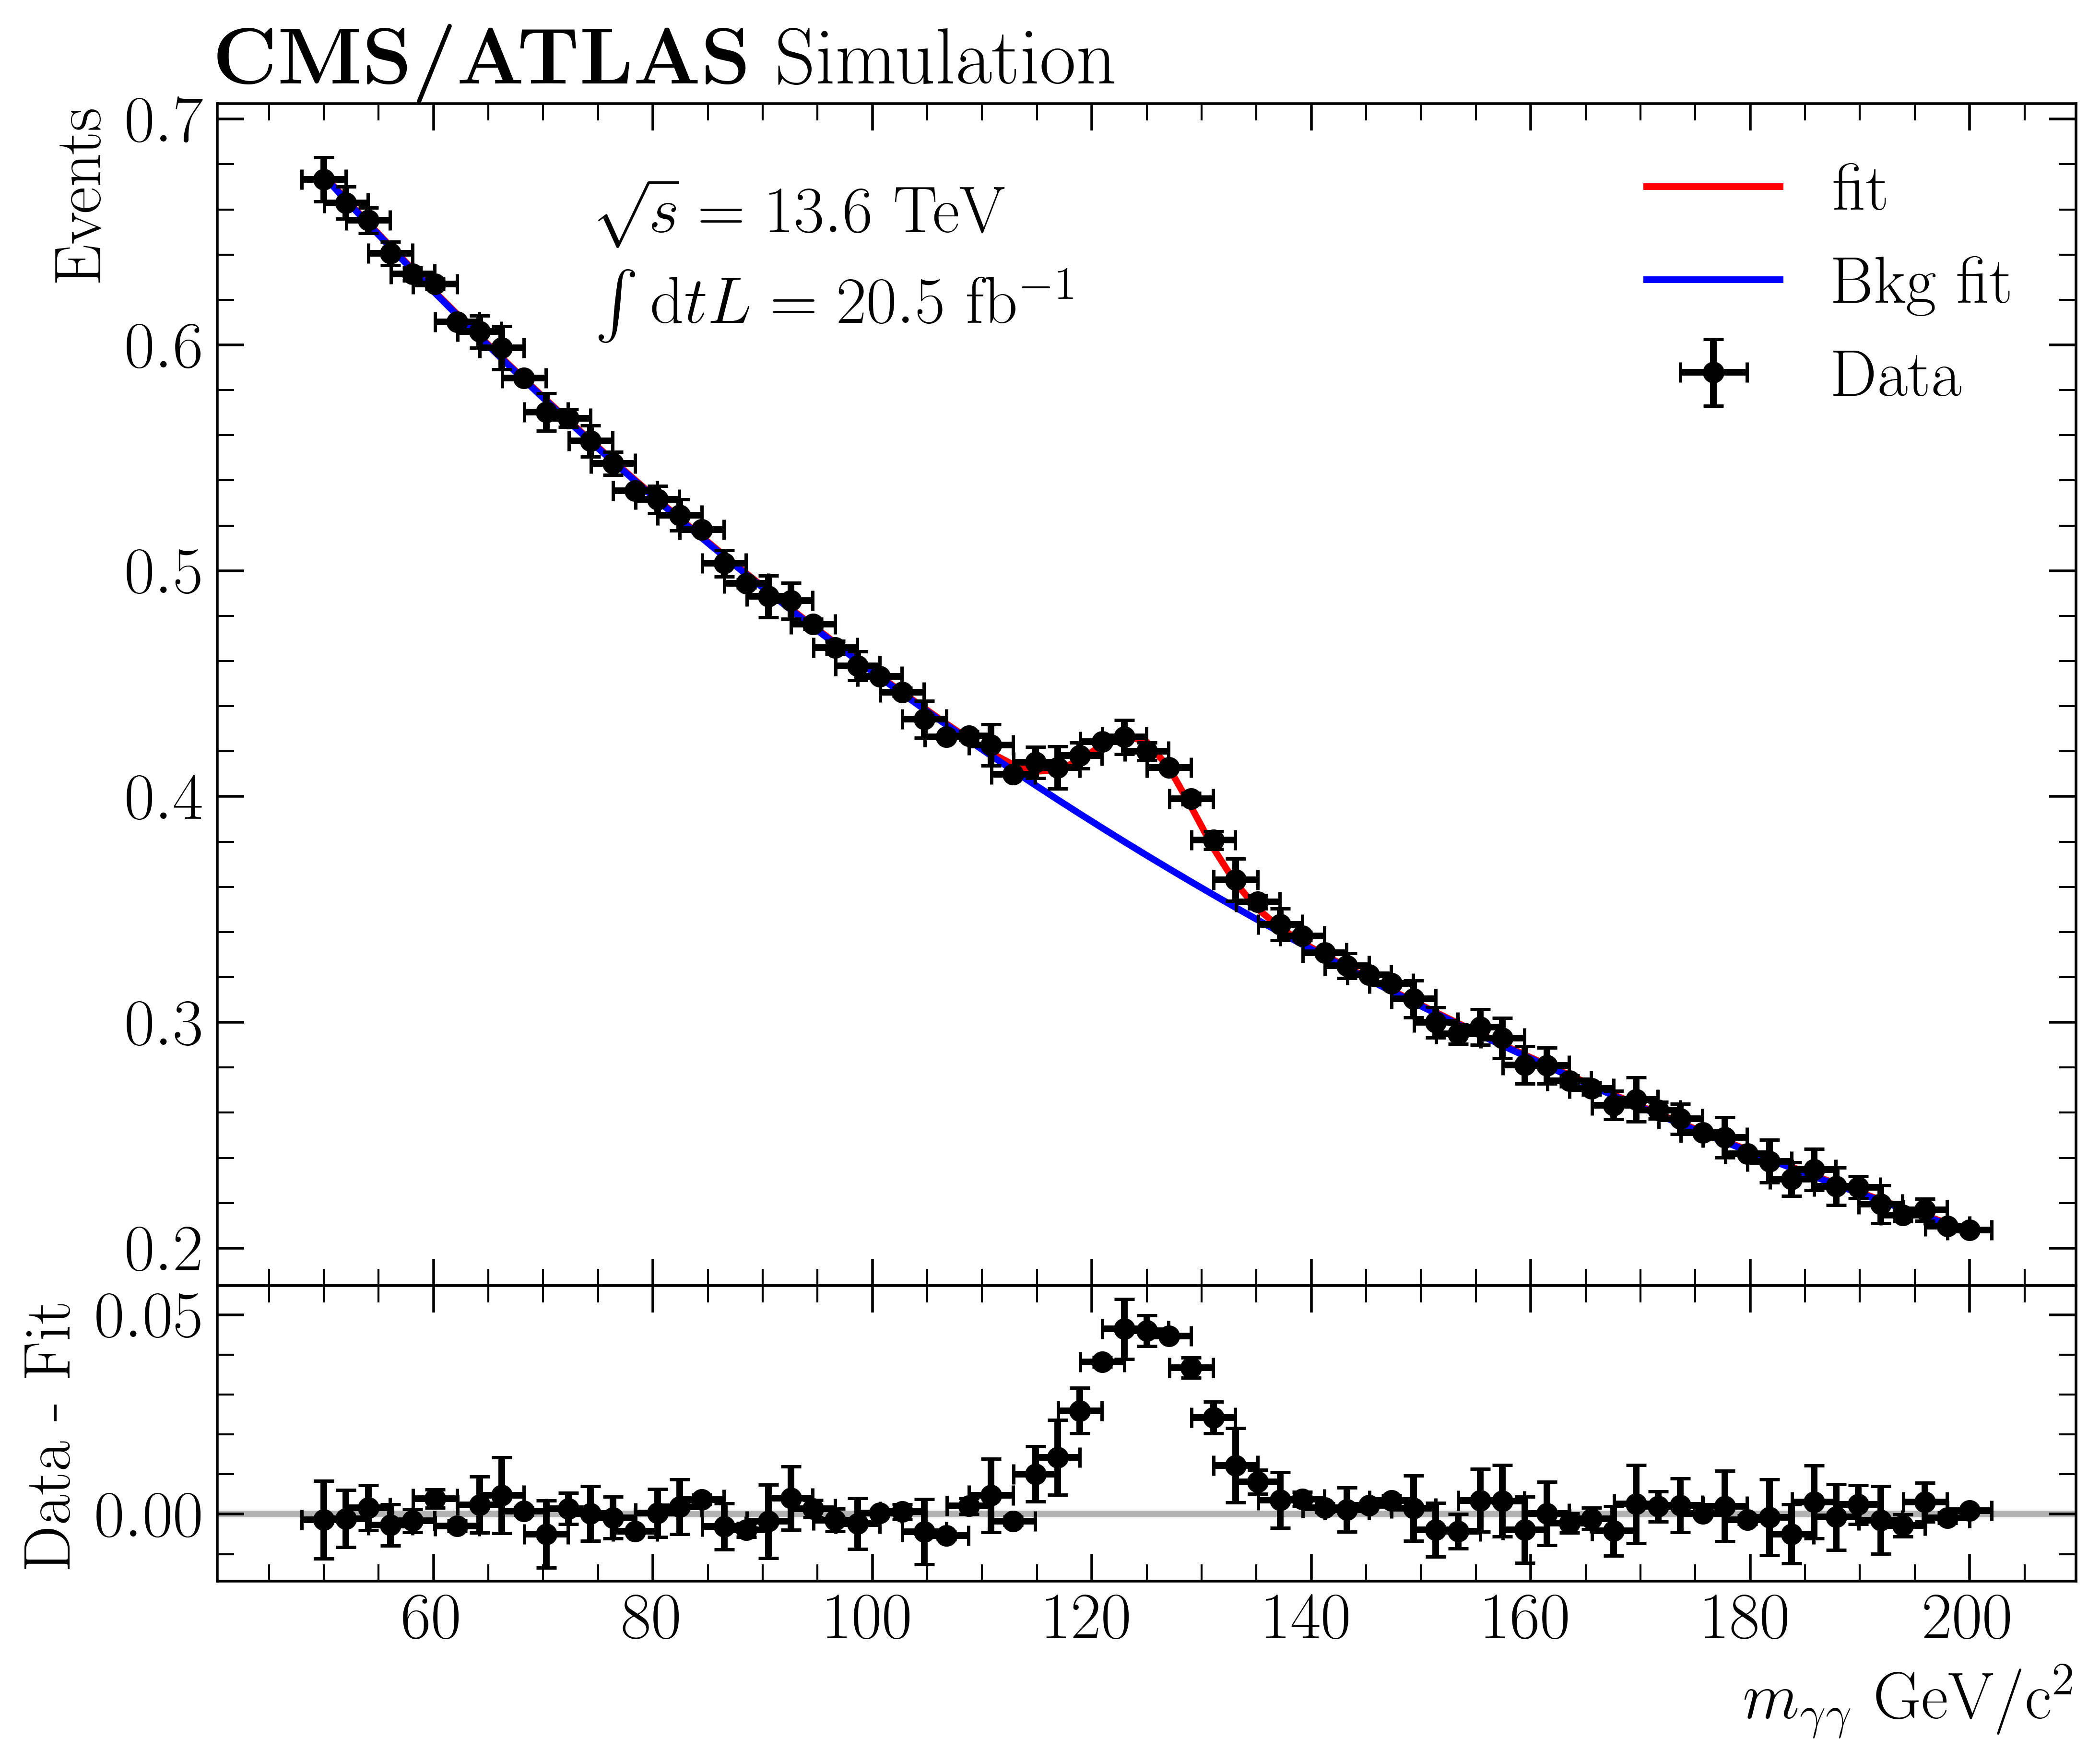 CMS/ATLAS Simulation
Events
0.7
0.6
0.5
0.4
0.3
0.2
√s = 13.6 TeV
∫ dtL = 20.5 fb⁻¹
fit
Bkg fit
Data
Data - Fit
0.05
0.00
60 80 100 120 140 160 180 200
mγγ GeV/c²